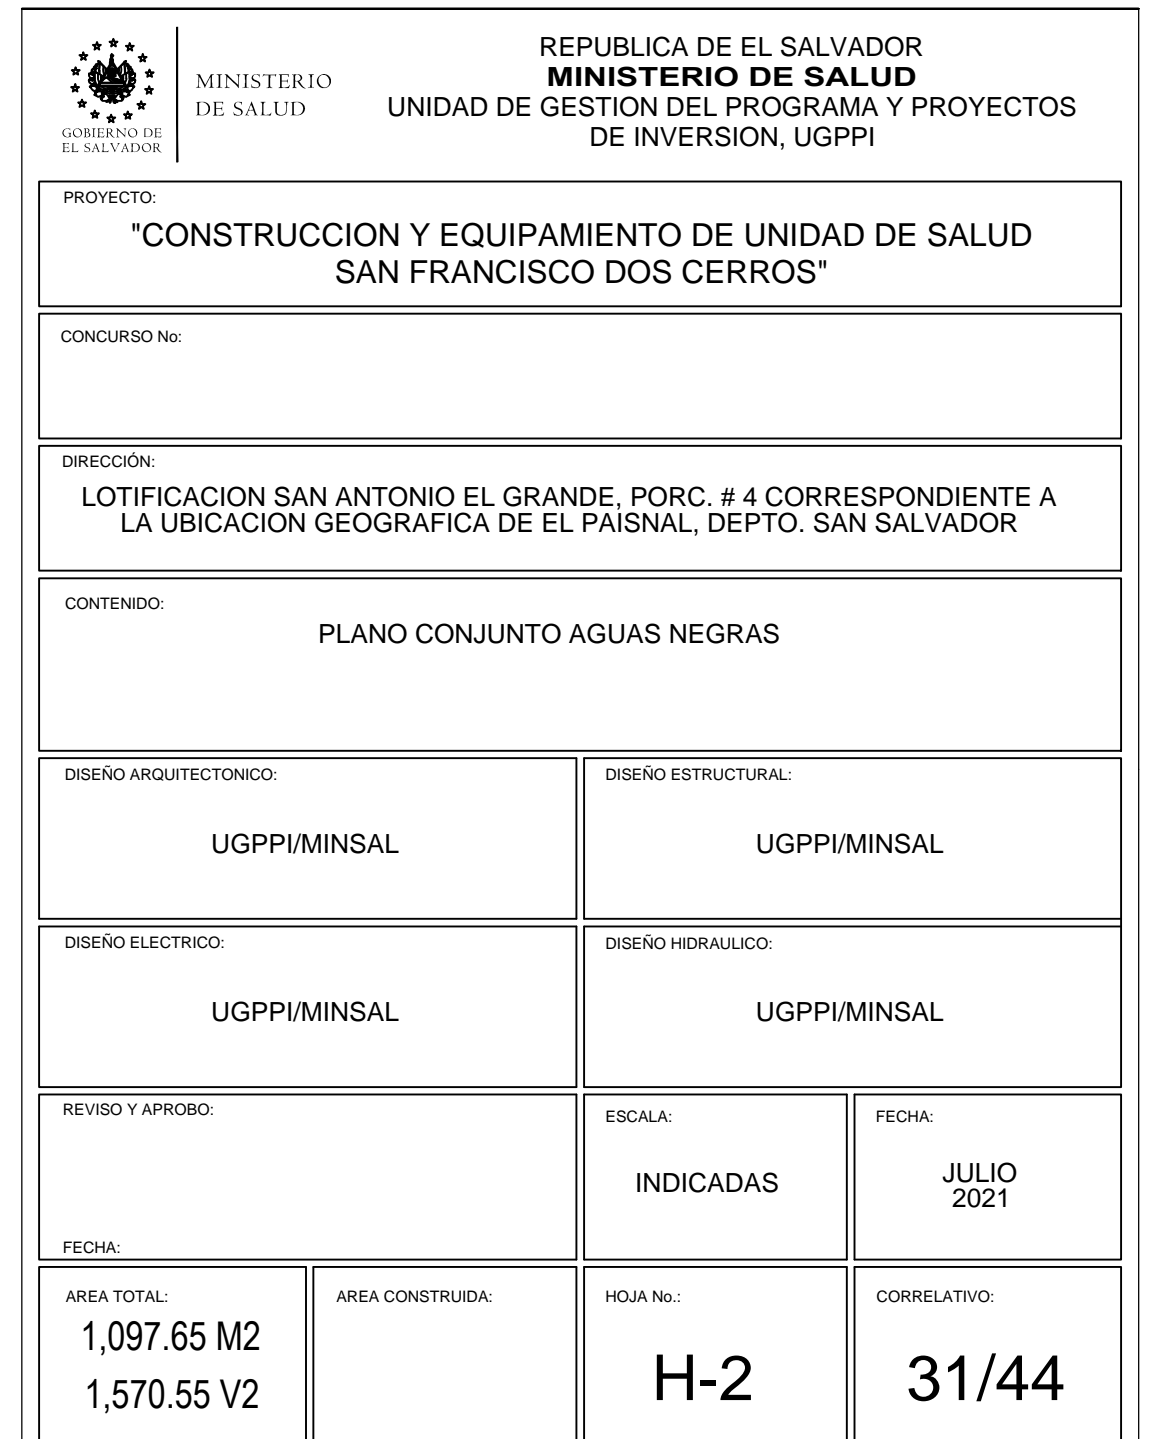 GOBIERNO DE
EL SALVADOR
MINISTERIO
DE SALUD
REPUBLICA DE EL SALVADOR
MINISTERIO DE SALUD
UNIDAD DE GESTION DEL PROGRAMA Y PROYECTOS
DE INVERSION, UGPPI
PROYECTO:
"CONSTRUCCION Y EQUIPAMIENTO DE UNIDAD DE SALUD
SAN FRANCISCO DOS CERROS"
CONCURSO No:
DIRECCIÓN:
LOTIFICACION SAN ANTONIO EL GRANDE, PORC. # 4 CORRESPONDIENTE A
LA UBICACION GEOGRAFICA DE EL PAISNAL, DEPTO. SAN SALVADOR
CONTENIDO:
PLANO CONJUNTO AGUAS NEGRAS
DISEÑO ARQUITECTONICO:
UGPPI/MINSAL
DISEÑO ESTRUCTURAL:
UGPPI/MINSAL
DISEÑO ELECTRICO:
UGPPI/MINSAL
DISEÑO HIDRAULICO:
UGPPI/MINSAL
REVISO Y APROBO:
FECHA:
ESCALA:
INDICADAS
FECHA:
JULIO
2021
AREA TOTAL:
1,097.65 M2
1,570.55 V2
AREA CONSTRUIDA:
HOJA No.:
H-2
CORRELATIVO:
31/44